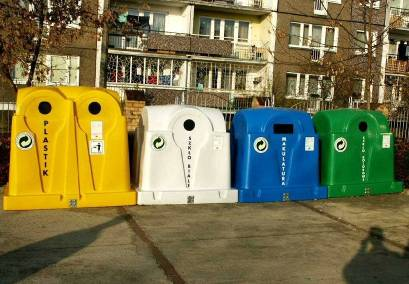 PLASTIK
SZKŁO BIAŁE
MAKULATURA
SZKŁO KOLOROWE